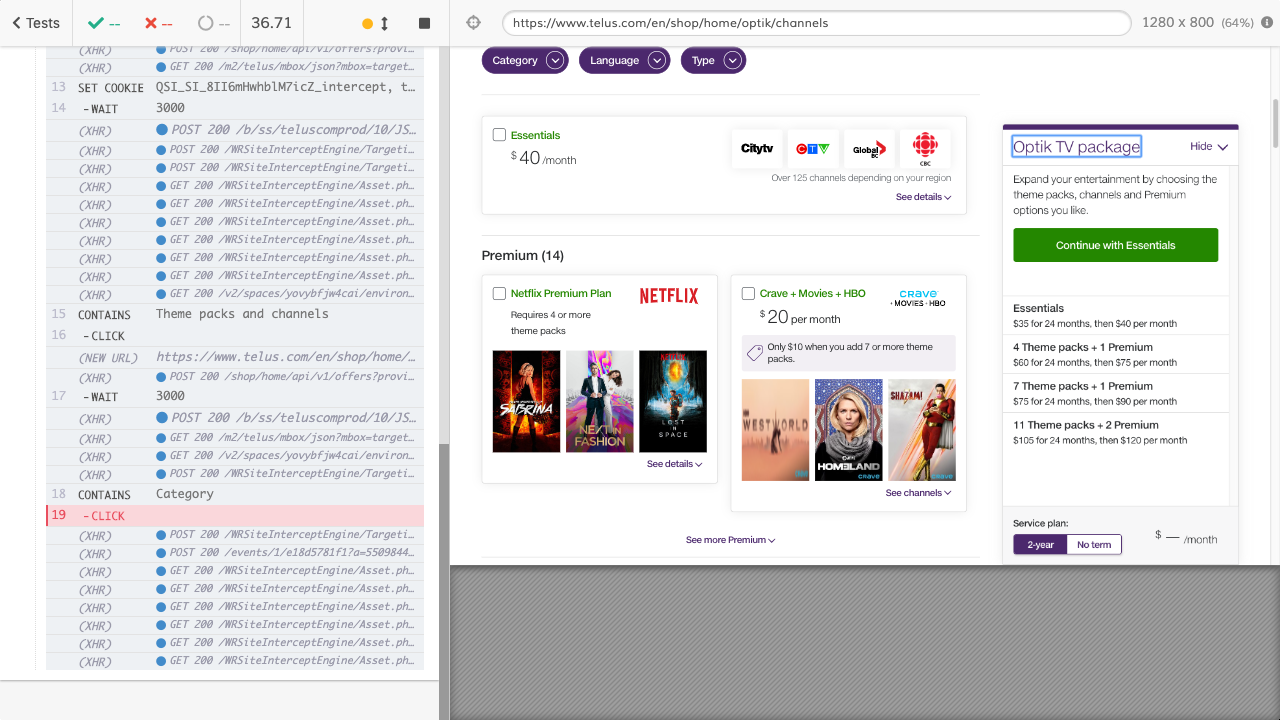 Tests
--
--
--
36.71
(XHR) POST 200 /shop/home/api/v1/offers?provi...
(XHR) GET 200 /m2/telus/mbox/json?mbox=target...
13 SET COOKIE QSI_SI_8II6mHwhblM7icZ_intercept, t...
14 -WAIT 3000
(XHR) POST 200 /b/ss/teluscomprod/10/JS...
(XHR) POST 200 /WRSiteInterceptEngine/Targeti...
(XHR) POST 200 /WRSiteInterceptEngine/Targeti...
(XHR) GET 200 /WRSiteInterceptEngine/Asset.ph...
(XHR) GET 200 /WRSiteInterceptEngine/Asset.ph...
(XHR) GET 200 /WRSiteInterceptEngine/Asset.ph...
(XHR) GET 200 /WRSiteInterceptEngine/Asset.ph...
(XHR) GET 200 /WRSiteInterceptEngine/Asset.ph...
(XHR) GET 200 /WRSiteInterceptEngine/Asset.ph...
(XHR) GET 200 /v2/spaces/yovybfjw4cai/environ...
15 CONTAINS Theme packs and channels
16 -CLICK
(NEW URL) https://www.telus.com/en/shop/home/...
(XHR) POST 200 /shop/home/api/v1/offers?provi...
17 -WAIT 3000
(XHR) POST 200 /b/ss/teluscomprod/10/JS...
(XHR) GET 200 /m2/telus/mbox/json?mbox=target...
(XHR) GET 200 /v2/spaces/yovybfjw4cai/environ...
(XHR) POST 200 /WRSiteInterceptEngine/Targeti...
18 CONTAINS Category
19 -CLICK
(XHR) POST 200 /WRSiteInterceptEngine/Targeti...
(XHR) POST 200 /events/1/e18d5781f1?a=5509844...
(XHR) GET 200 /WRSiteInterceptEngine/Asset.ph...
(XHR) GET 200 /WRSiteInterceptEngine/Asset.ph...
(XHR) GET 200 /WRSiteInterceptEngine/Asset.ph...
(XHR) GET 200 /WRSiteInterceptEngine/Asset.ph...
(XHR) GET 200 /WRSiteInterceptEngine/Asset.ph...
(XHR) GET 200 /WRSiteInterceptEngine/Asset.ph...
https://www.telus.com/en/shop/home/optik/channels
1280 x 800 (64%)
Category
Language
Type
Essentials
$40/month
Citytv
CTV
Global BC
CBC
Over 125 channels depending on your region
See details
Premium (14)
Netflix Premium Plan
NETFLIX
Requires 4 or more
theme packs
SABRINA
NEXT IN FASHION
LOST IN SPACE
See details
Crave + Movies + HBO
CRAVE
+ MOVIES + HBO
$20 per month
Only $10 when you add 7 or more theme
packs.
WESTWORLD
HOMELAND
crave
SHAZAM!
crave
See channels
See more Premium
Optik TV package
Hide
Expand your entertainment by choosing the
theme packs, channels and Premium
options you like.
Continue with Essentials
Essentials
$35 for 24 months, then $40 per month
4 Theme packs + 1 Premium
$60 for 24 months, then $75 per month
7 Theme packs + 1 Premium
$75 for 24 months, then $90 per month
11 Theme packs + 2 Premium
$105 for 24 months, then $120 per month
Service plan:
2-year
No term
$ — /month